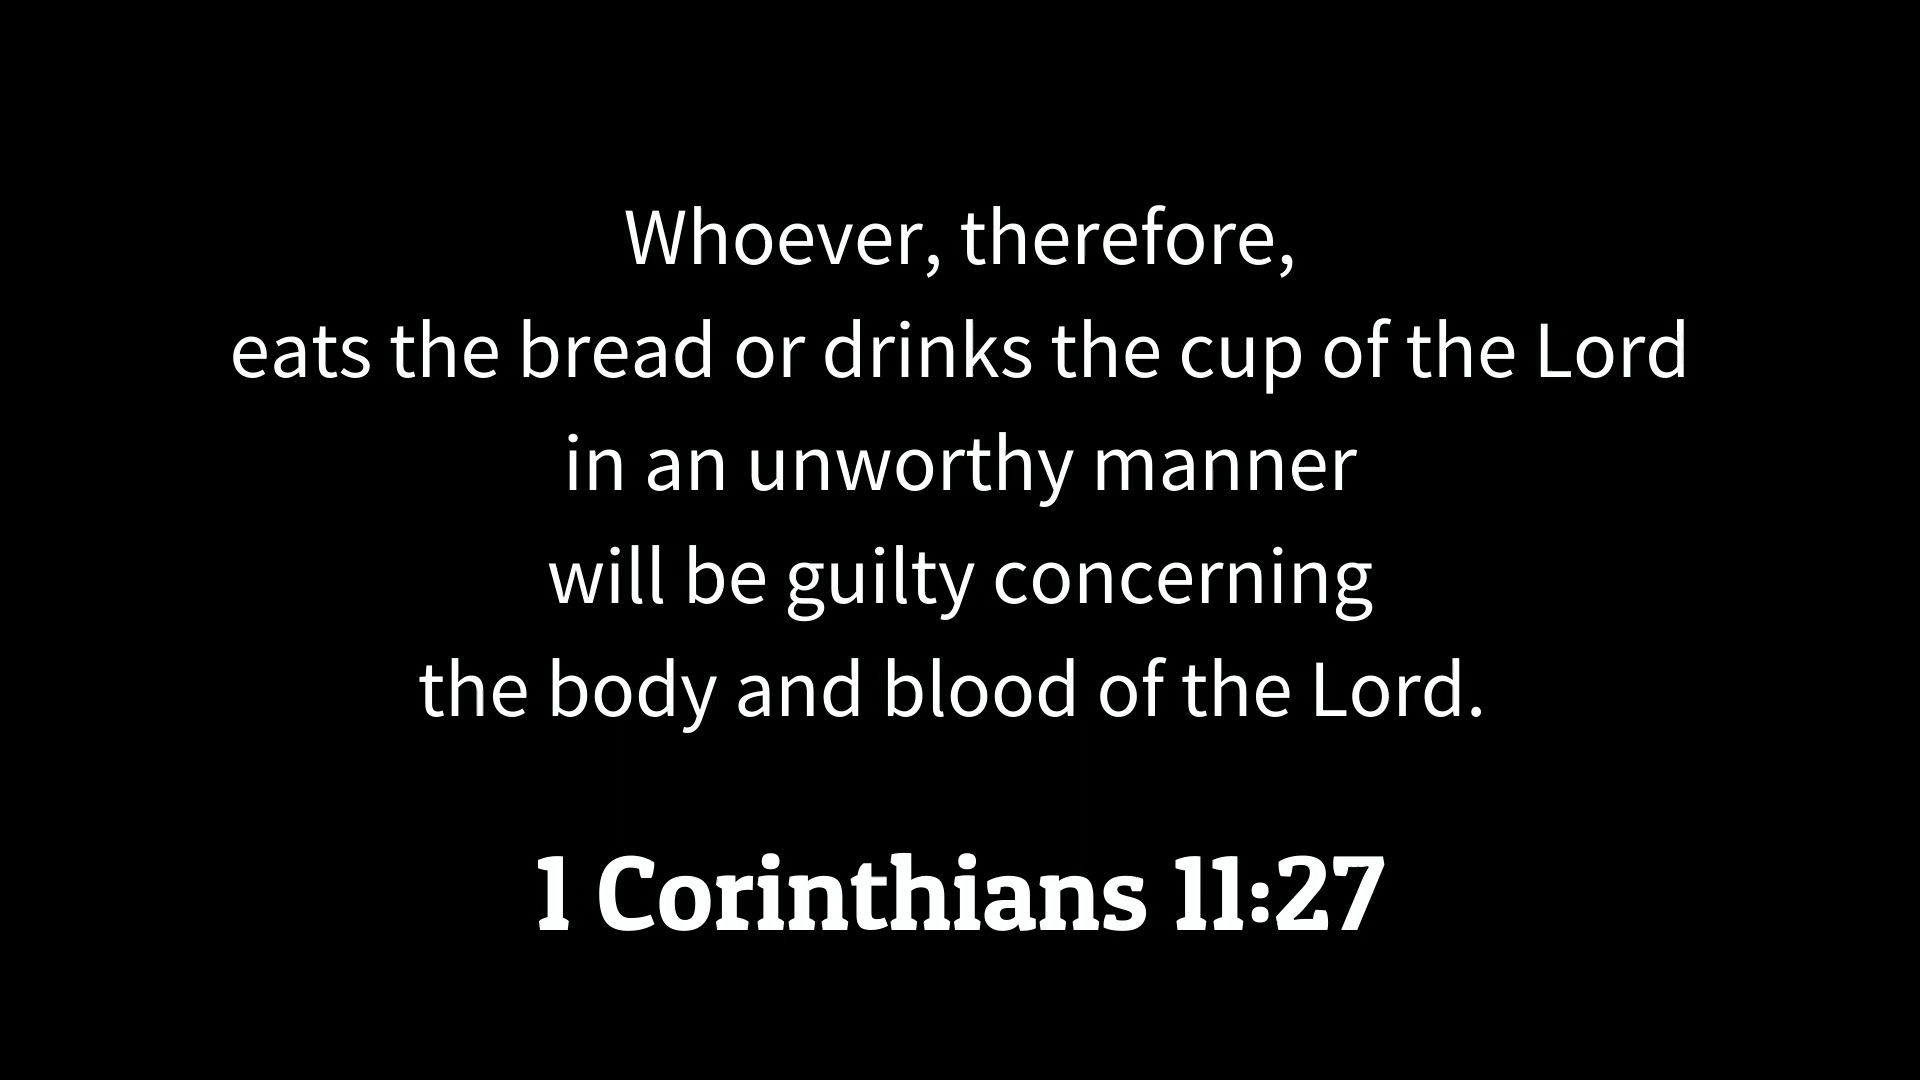 Whoever, therefore,
eats the bread or drinks the cup of the Lord
in an unworthy manner
will be guilty concerning
the body and blood of the Lord.
1 Corinthians 11:27